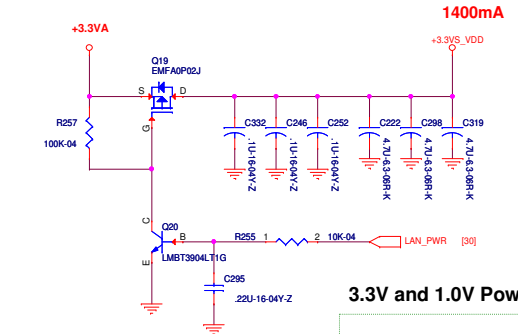 1400mA
+3.3VA
+3.3VS_VDD
Q19
EMFA0P02J
S
D
G
R257
100K-04
C332
.1U-16-04Y-Z
C246
.1U-16-04Y-Z
C252
.1U-16-04Y-Z
C222
4.7U-6.3-06R-K
C298
4.7U-6.3-06R-K
C319
4.7U-6.3-06R-K
C
Q20
B
E
LMBT3904LT1G
R255 1 2 10K-04
LAN_PWR [30]
C295
.22U-16-04Y-Z
3.3V and 1.0V Pow